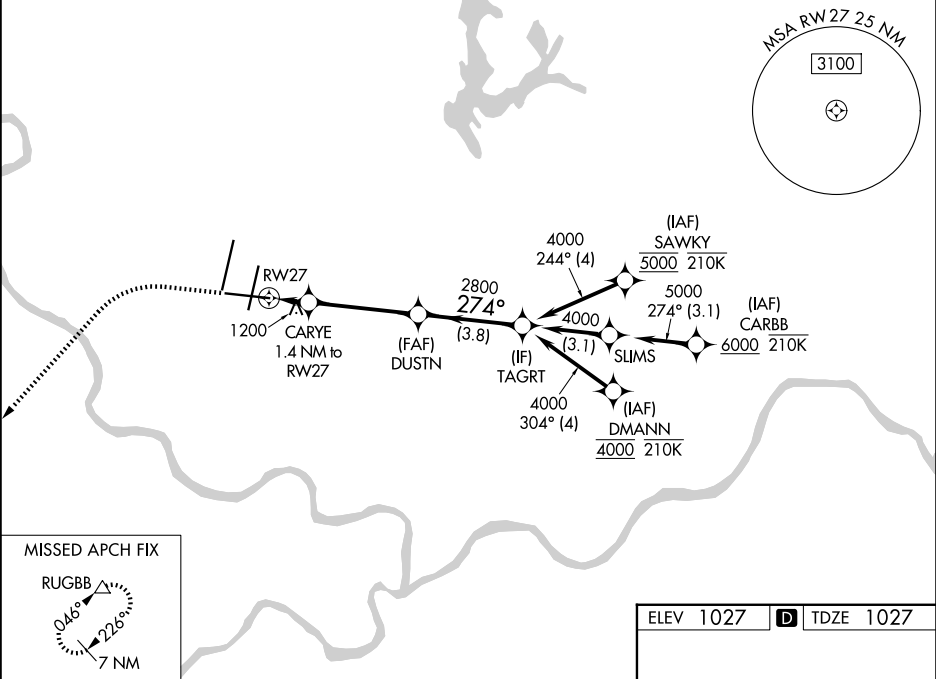 MSA RW27 25 NM
3100
(IAF)
SAWKY
5000 210K
4000
244° (4)
5000
274° (3.1)
(IAF)
CARBB
6000 210K
RW27
2800
274°
(3.8)
4000
(3.1)
SLIMS
1200
CARYE
1.4 NM to
RW27
(FAF)
DUSTN
(IF)
TAGRT
4000
304° (4)
(IAF)
DMANN
4000 210K
MISSED APCH FIX
RUGBB
046°
226°
7 NM
ELEV 1027 D TDZE 1027